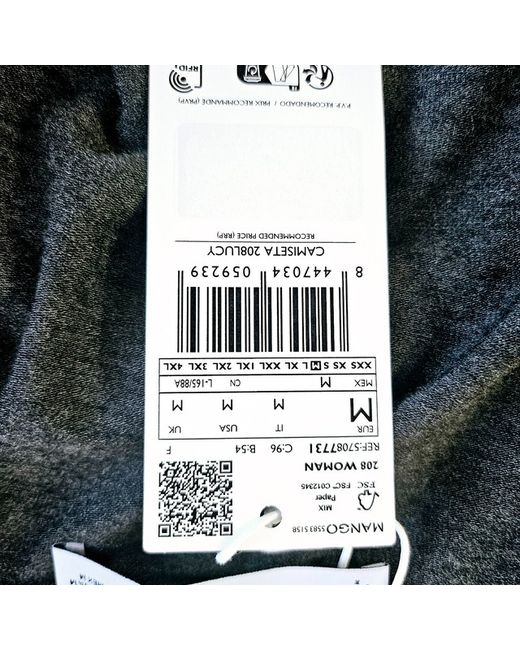 MANGO 5583 5158
MIX
Paper
FSC FSC™ C012345
208 WOMAN
REF:57087731 C:96 B:54 F
EUR IT USA UK
M M M M
MEX M CN L-165/88A
XXS XS S M L XL XXL 1XL 2XL 3XL 4XL
8 447034 059239
CAMISETA 208LUCY
RECOMMENDED PRICE (RRP)
P.V.P. RECOMENDADO / PRIX RECOMMANDÉ (PRVP)
RFID